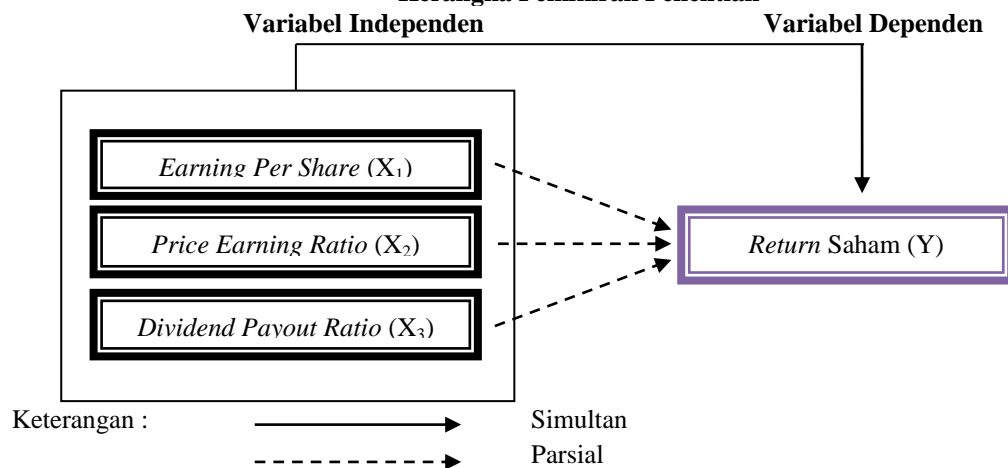 Variabel Independen Variabel Dependen
Earning Per Share (X₁)
Price Earning Ratio (X₂)
Return Saham (Y)
Dividend Payout Ratio (X₃)
Keterangan : Simultan
Parsial